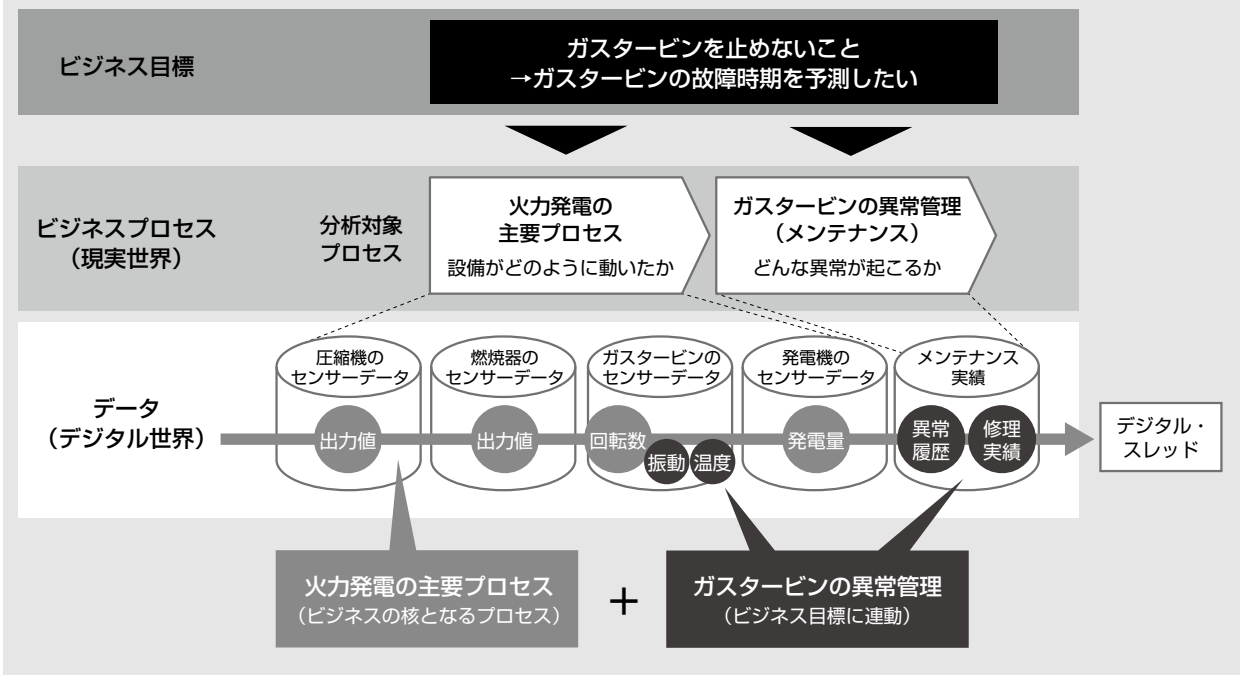 ビジネス目標
ガスタービンを止めないこと
→ガスタービンの故障時期を予測したい
ビジネスプロセス
（現実世界）
分析対象
プロセス
火力発電の
主要プロセス
設備がどのように動いたか
ガスタービンの異常管理
（メンテナンス）
どんな異常が起こるか
データ
（デジタル世界）
圧縮機の
センサーデータ
出力値
燃焼器の
センサーデータ
出力値
ガスタービンの
センサーデータ
回転数
振動
温度
発電機の
センサーデータ
発電量
メンテナンス
実績
異常
履歴
修理
実績
デジタル・
スレッド
火力発電の主要プロセス
（ビジネスの核となるプロセス）
＋
ガスタービンの異常管理
（ビジネス目標に連動）